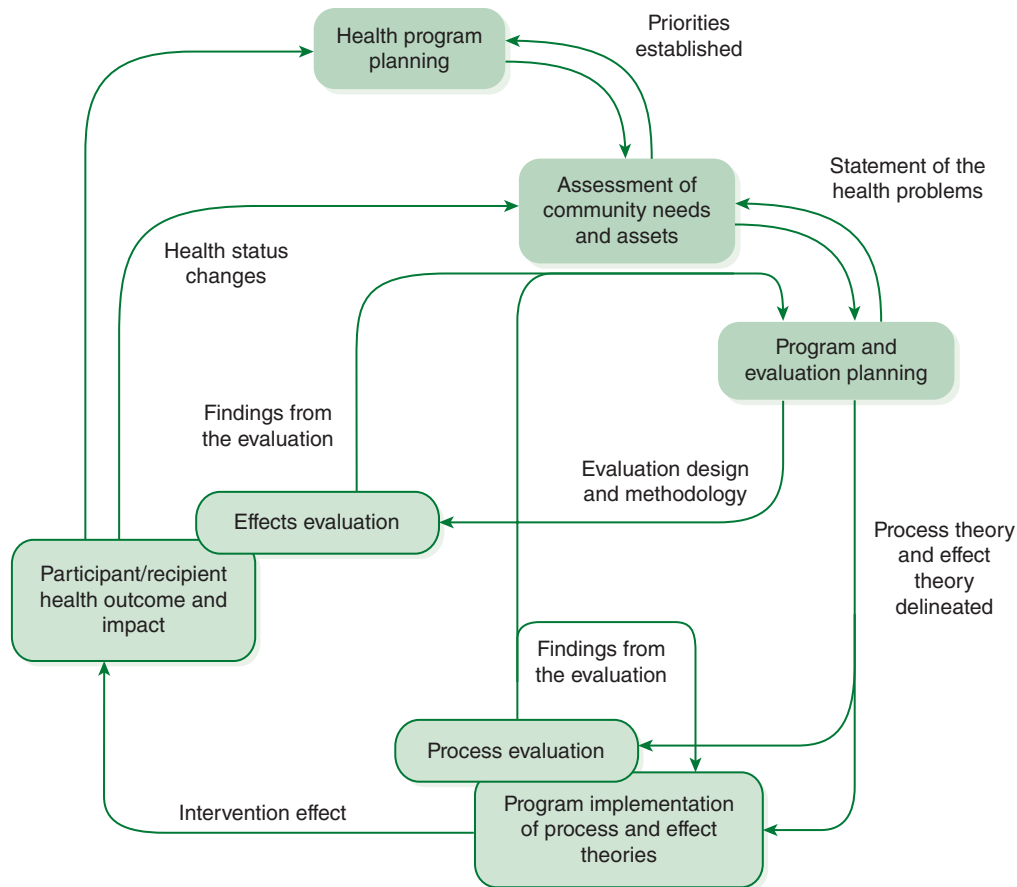 Health program
planning
Priorities
established
Assessment of
community needs
and assets
Statement of the
health problems
Health status
changes
Program and
evaluation planning
Findings from
the evaluation
Evaluation design
and methodology
Effects evaluation
Process theory
and effect
theory
delineated
Participant/recipient
health outcome and
impact
Findings from
the evaluation
Process evaluation
Intervention effect
Program implementation
of process and effect
theories